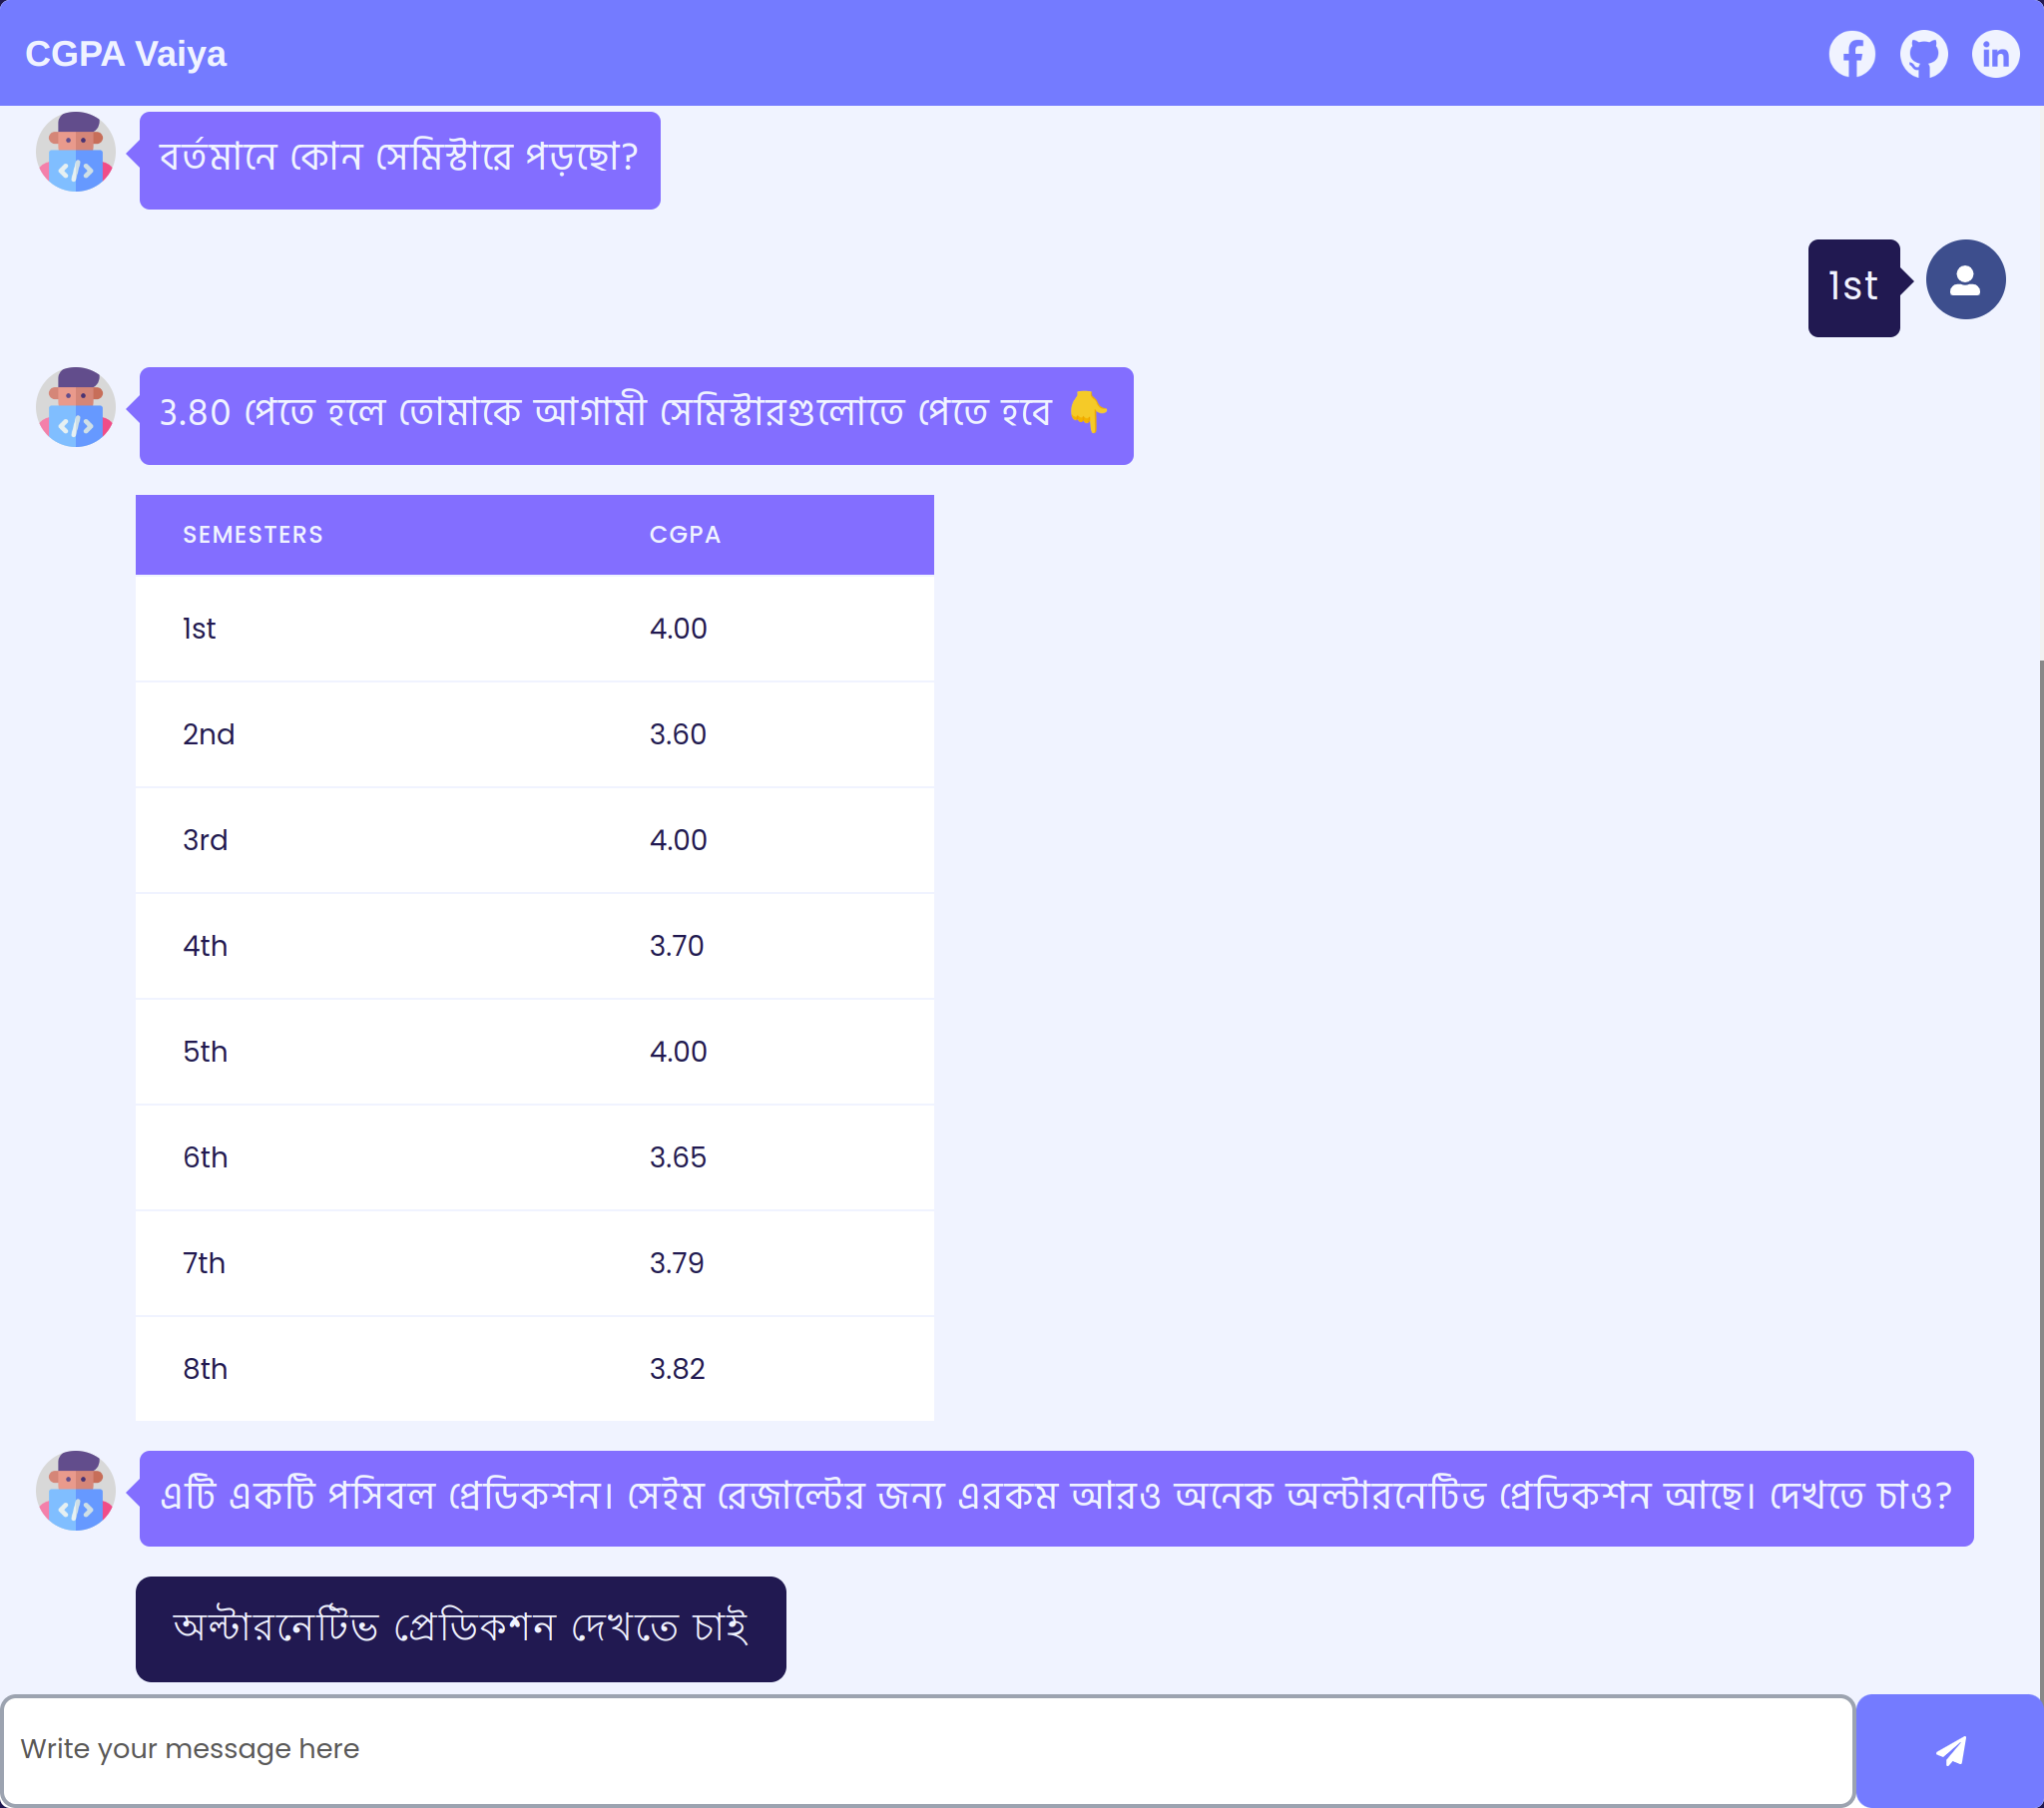 CGPA Vaiya
বর্তমানে কোন সেমিস্টারে পড়ছো?
1st
3.80 পেতে হলে তোমাকে আগামী সেমিস্টারগুলোতে পেতে হবে 👇
SEMESTERS CGPA
1st 4.00
2nd 3.60
3rd 4.00
4th 3.70
5th 4.00
6th 3.65
7th 3.79
8th 3.82
এটি একটি পসিবল প্রেডিকশন। সেইম রেজাল্টের জন্য এরকম আরও অনেক অল্টারনেটিভ প্রেডিকশন আছে। দেখতে চাও?
অল্টারনেটিভ প্রেডিকশন দেখতে চাই
Write your message here